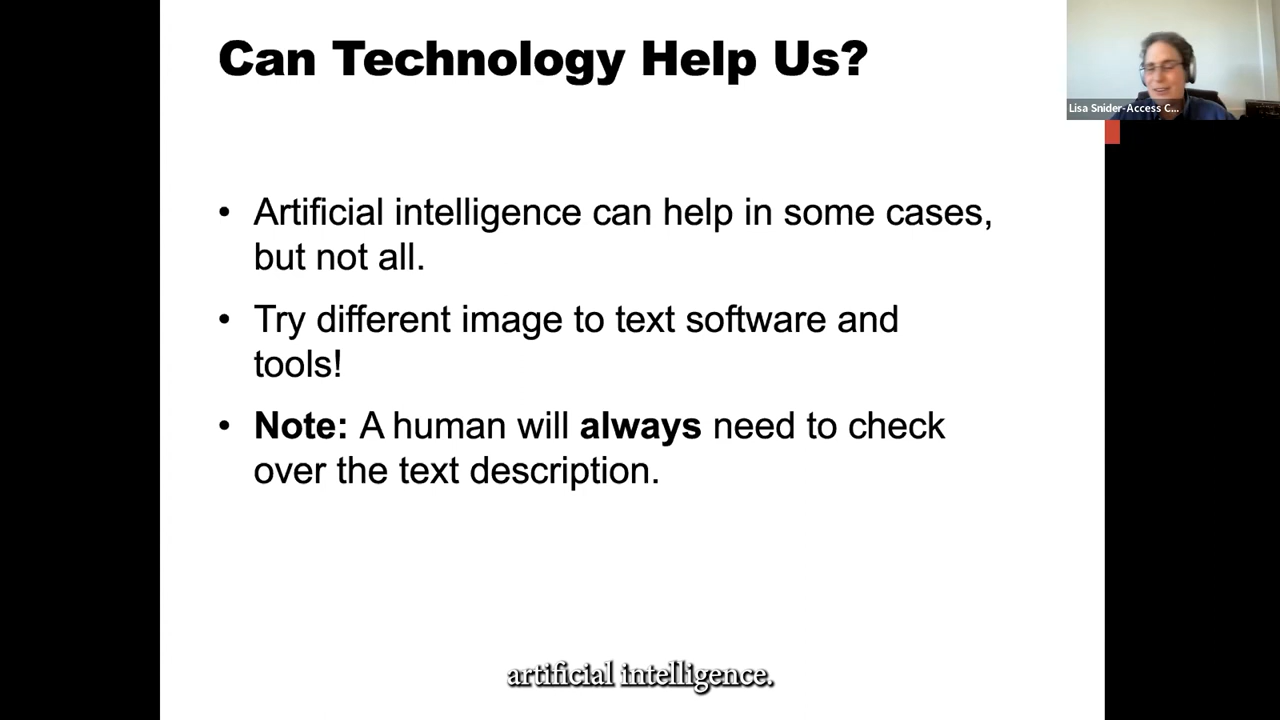 Can Technology Help Us?
Lisa Snider-Access C...
• Artificial intelligence can help in some cases,
but not all.
• Try different image to text software and
tools!
• Note: A human will always need to check
over the text description.
artificial intelligence.